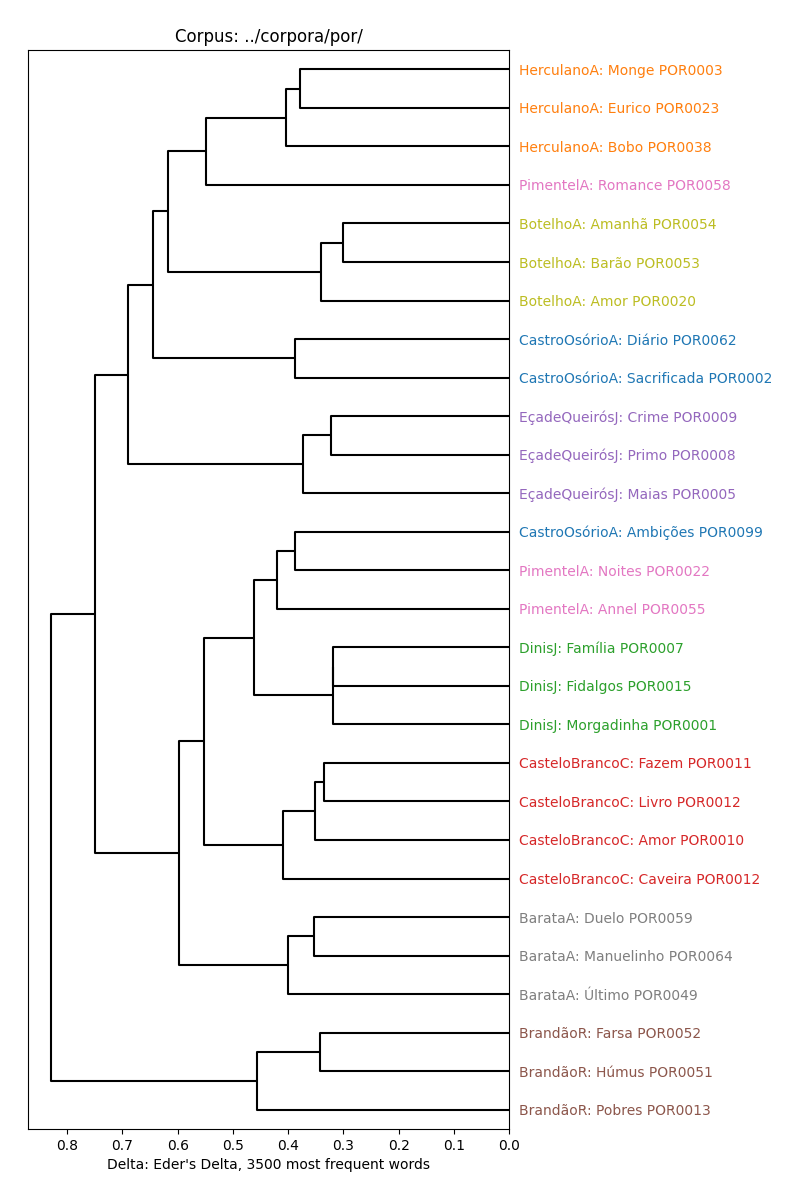 Corpus: ../corpora/por/
HerculanoA: Monge POR0003
HerculanoA: Eurico POR0023
HerculanoA: Bobo POR0038
PimentelA: Romance POR0058
BotelhoA: Amanhã POR0054
BotelhoA: Barão POR0053
BotelhoA: Amor POR0020
CastroOsórioA: Diário POR0062
CastroOsórioA: Sacrificada POR0002
EçadeQueirósJ: Crime POR0009
EçadeQueirósJ: Primo POR0008
EçadeQueirósJ: Maias POR0005
CastroOsórioA: Ambições POR0099
PimentelA: Noites POR0022
PimentelA: Annel POR0055
DinisJ: Família POR0007
DinisJ: Fidalgos POR0015
DinisJ: Morgadinha POR0001
CasteloBrancoC: Fazem POR0011
CasteloBrancoC: Livro POR0012
CasteloBrancoC: Amor POR0010
CasteloBrancoC: Caveira POR0012
BarataA: Duelo POR0059
BarataA: Manuelinho POR0064
BarataA: Último POR0049
BrandãoR: Farsa POR0052
BrandãoR: Húmus POR0051
BrandãoR: Pobres POR0013
0.8 0.7 0.6 0.5 0.4 0.3 0.2 0.1 0.0
Delta: Eder's Delta, 3500 most frequent words